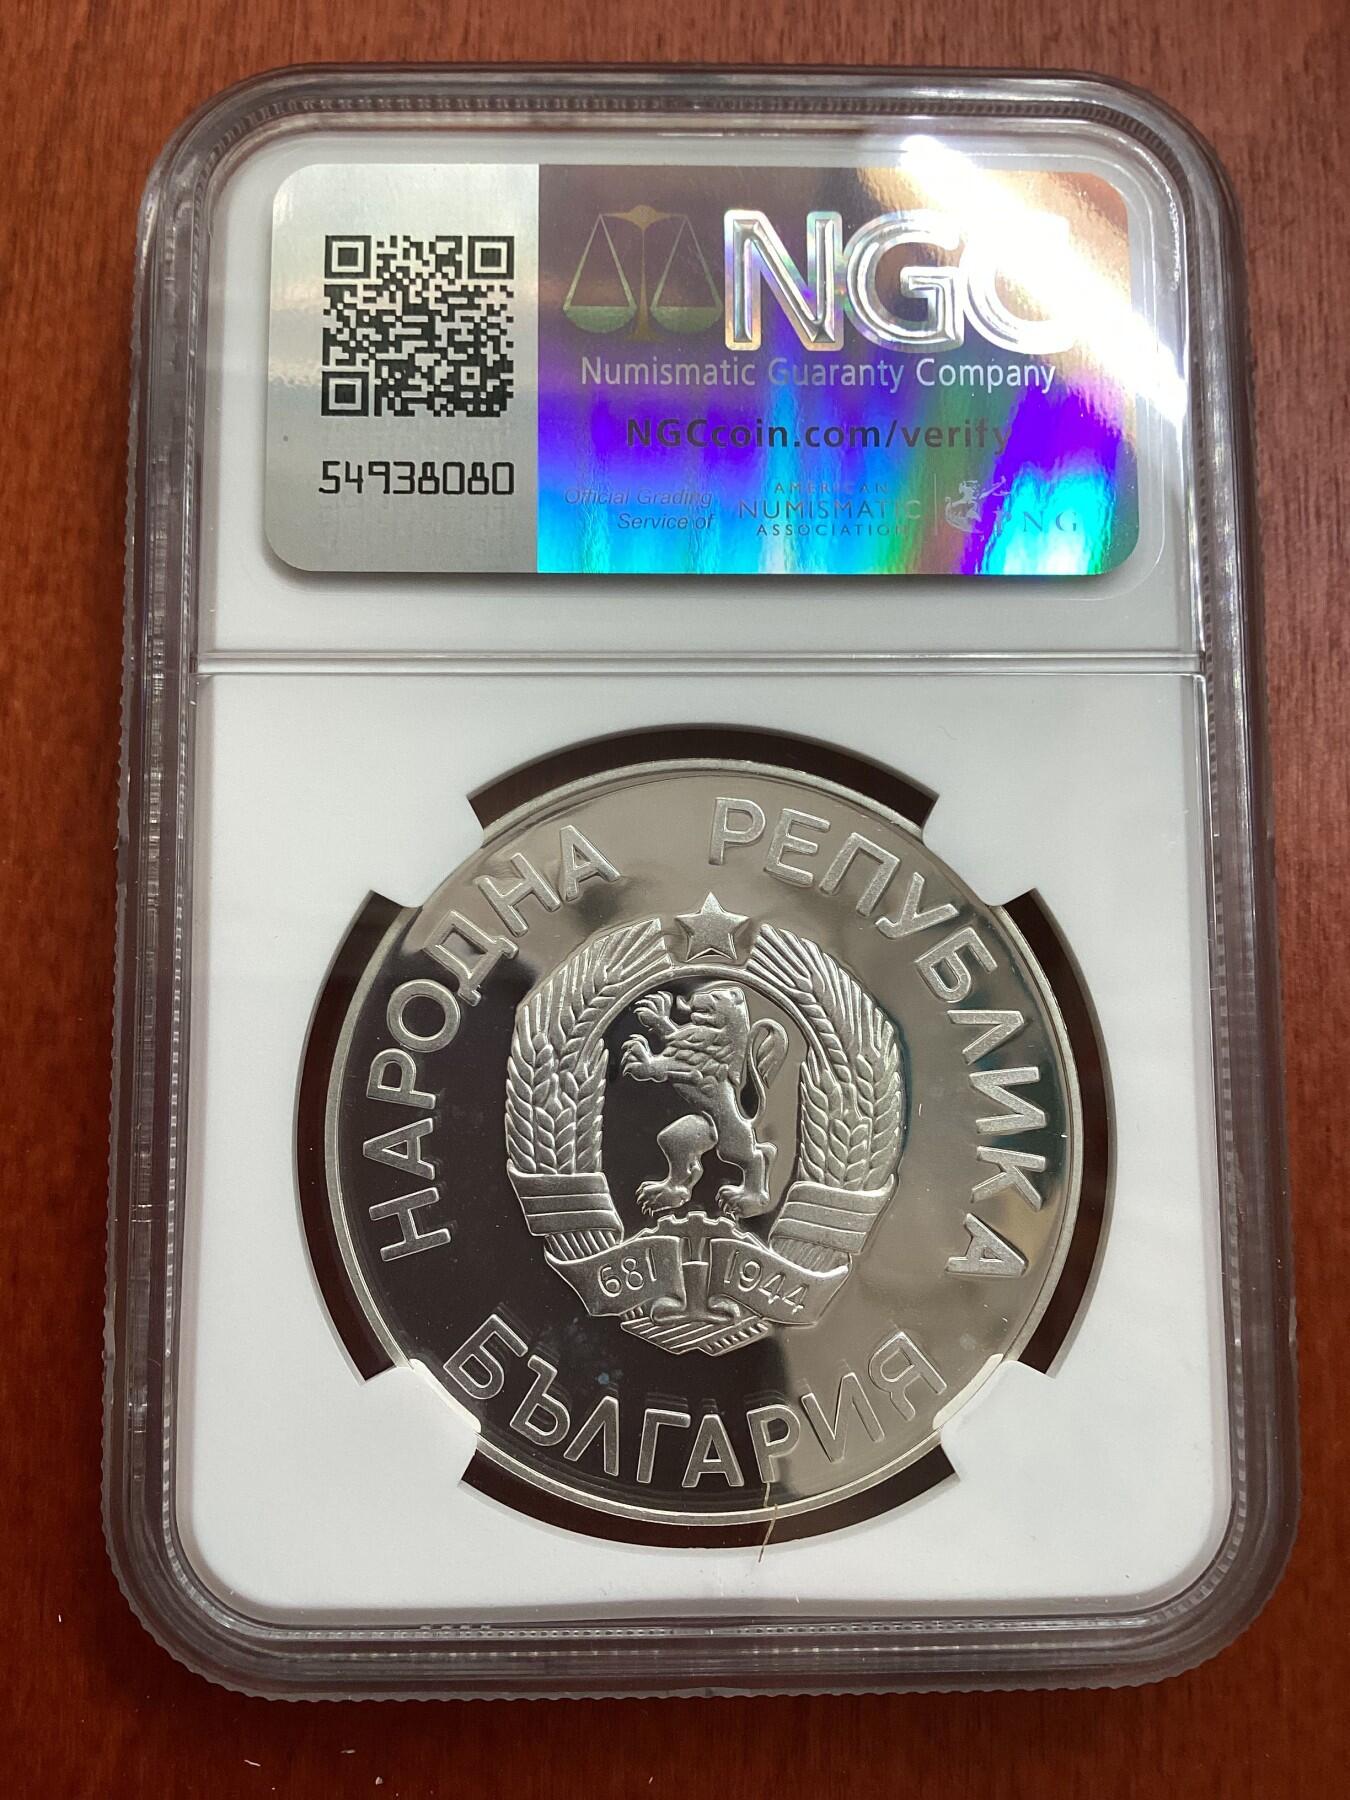 NGC
Numismatic Guaranty Company
NGCcoin.com/verify
54938080
Official Grading
Service of
AMERICAN
NUMISMATIC
ASSOCIATION
PNG
НАРОДНА РЕПУБЛИКА
681 1944
БЪЛГАРИЯ